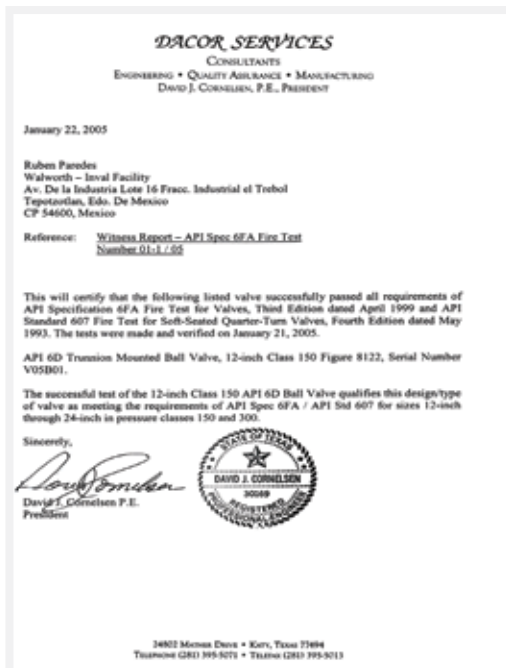 DACOR SERVICES
CONSULTANTS
ENGINEERING • QUALITY ASSURANCE • MANUFACTURING
DAVID J. CORNELSEN, P.E., PRESIDENT
January 22, 2005
Ruben Paredes
Walworth – Inval Facility
Av. De la Industria Lote 16 Fracc. Industrial el Trebol
Tepotzotlan, Edo. De Mexico
CP 54600, Mexico
Reference: Witness Report – API Spec 6FA Fire Test
Number 01-1 / 05
This will certify that the following listed valve successfully passed all requirements of
API Specification 6FA Fire Test for Valves, Third Edition dated April 1999 and API
Standard 607 Fire Test for Soft-Seated Quarter-Turn Valves, Fourth Edition dated May
1993. The tests were made and verified on January 21, 2005.
API 6D Trunnion Mounted Ball Valve, 12-inch Class 150 Figure 8122, Serial Number
V05B01.
The successful test of the 12-inch Class 150 API 6D Ball Valve qualifies this design/type
of valve as meeting the requirements of API Spec 6FA / API Std 607 for sizes 12-inch
through 24-inch in pressure classes 150 and 300.
Sincerely,
David J. Cornelsen P.E.
President
STATE OF TEXAS
DAVID J. CORNELSEN
30169
REGISTERED
PROFESSIONAL ENGINEER
Drive • Katy, Texas
Telephone (281) 395-5071 • Telefax (281) 395-5013